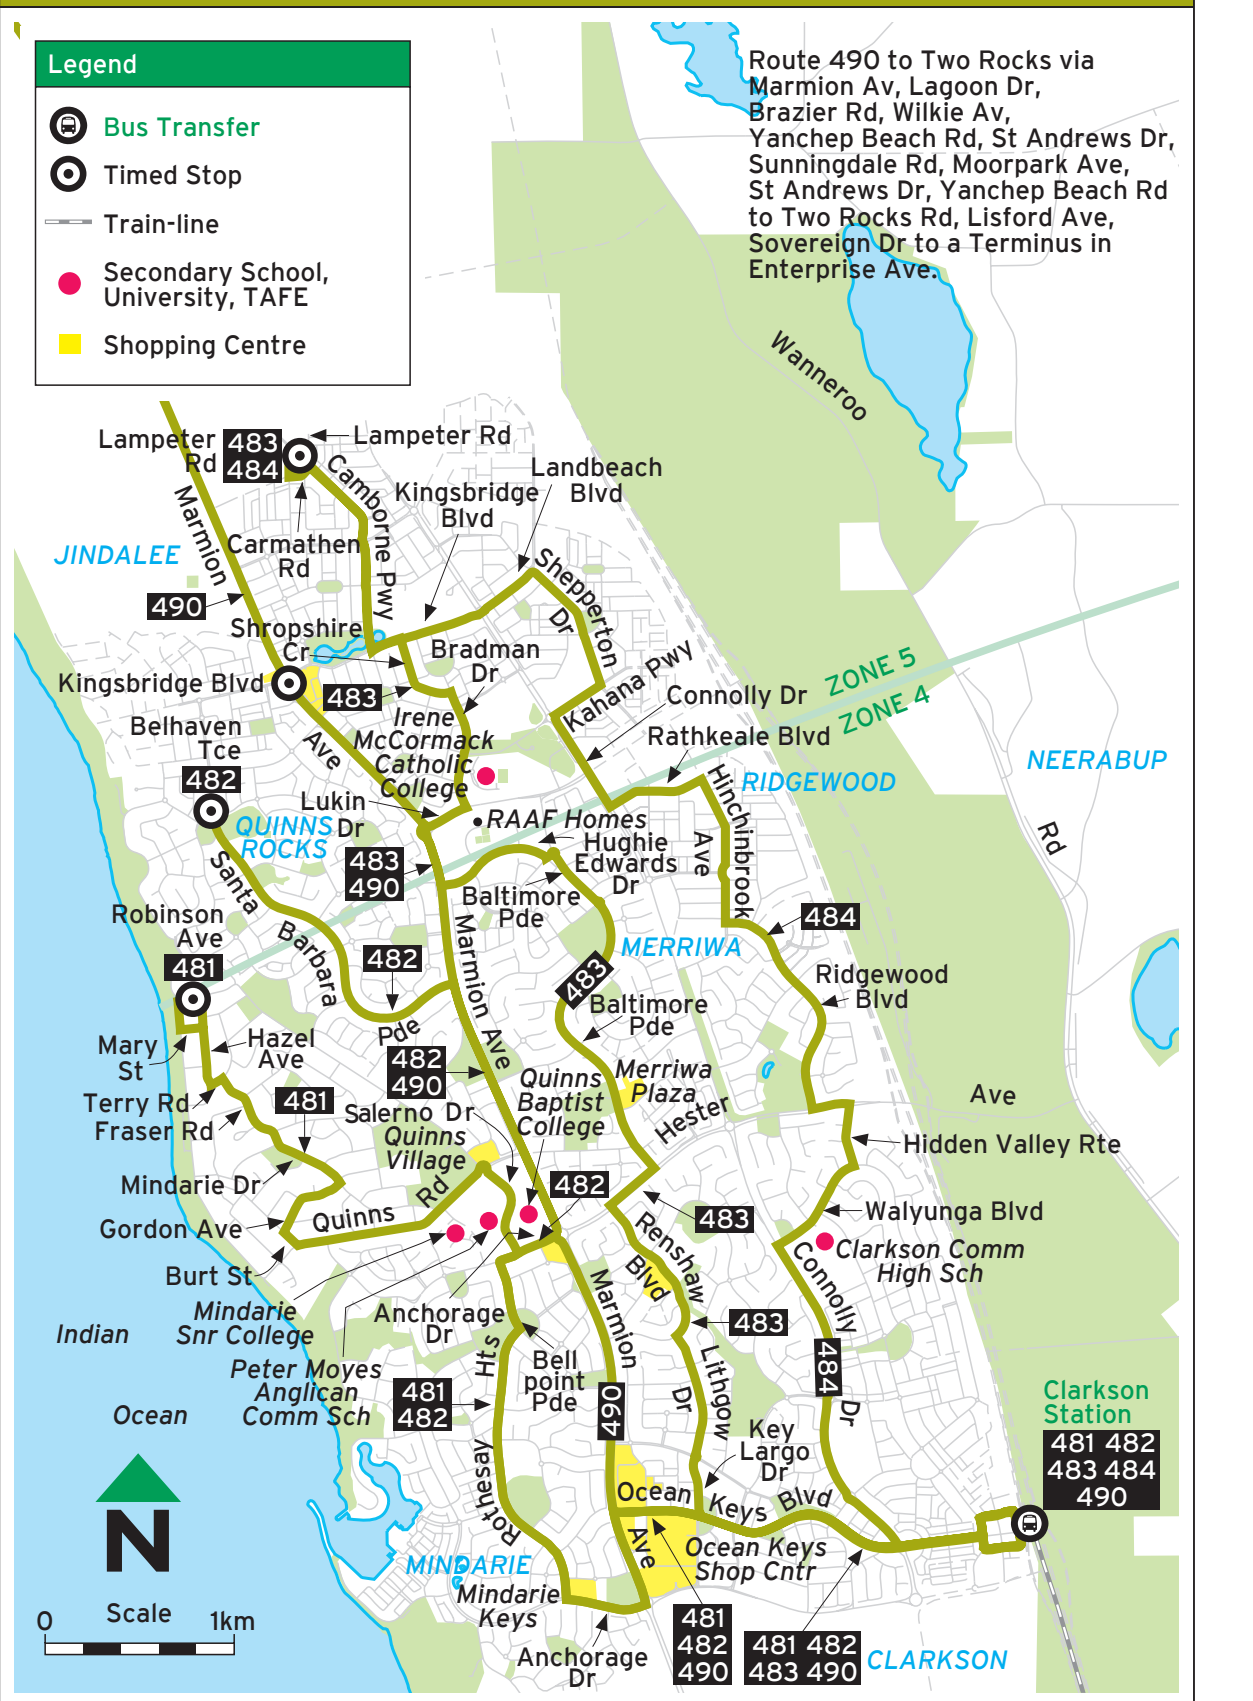 Legend
Bus Transfer
Timed Stop
Train-line
Secondary School,
University, TAFE
Shopping Centre
Route 490 to Two Rocks via
Marmion Av, Lagoon Dr,
Brazier Rd, Wilkie Av,
Yanchep Beach Rd, St Andrews Dr,
Sunningdale Rd, Moorpark Ave,
St Andrews Dr, Yanchep Beach Rd
to Two Rocks Rd, Lisford Ave,
Sovereign Dr to a Terminus in
Enterprise Ave.
Wanneroo
Lampeter
Rd
483
484
Lampeter Rd
Camborne Pwy
Landbeach
Blvd
Kingsbridge
Blvd
Marmion
JINDALEE
Carmathen
Rd
490
Shepperton
Dr
Shropshire
Cr
Bradman
Dr
Kingsbridge Blvd
483
Kahana Pwy
Connolly Dr
ZONE 5
ZONE 4
Belhaven
Tce
482
Ave
Irene
McCormack
Catholic
College
Rathkeale Blvd
NEERABUP
RIDGEWOOD
Hinchinbrook
Ave
Lukin
Dr
RAAF Homes
QUINNS
ROCKS
Hughie
Edwards
Dr
Rd
483
490
Santa
Barbara
Pde
Baltimore
Pde
Robinson
Ave
481
482
Marmion Ave
MERRIWA
484
483
Ridgewood
Blvd
Baltimore
Pde
Mary
St
Hazel
Ave
482
490
Quinns
Baptist
College
Merriwa
Plaza
Hester
Ave
Terry Rd
Fraser Rd
481
Salerno Dr
Quinns
Village
Hidden Valley Rte
Mindarie Dr
482
Gordon Ave
Quinns
Rd
483
Walyunga Blvd
Renshaw
Blvd
Clarkson Comm
High Sch
Burt St
Connolly
Dr
Mindarie
Snr College
Anchorage
Dr
Marmion
483
Indian
Ocean
Peter Moyes
Anglican
Comm Sch
Hts
Bell
point
Pde
Lithgow
Dr
484
481
482
490
Clarkson
Station
481 482
483 484
490
Key
Largo
Dr
Rothesay
Ocean
Keys
Blvd
N
Ave
Ocean Keys
Shop Cntr
MINDARIE
Mindarie
Keys
0
Scale
1km
Anchorage
Dr
481
482
490
481 482
483 490
CLARKSON